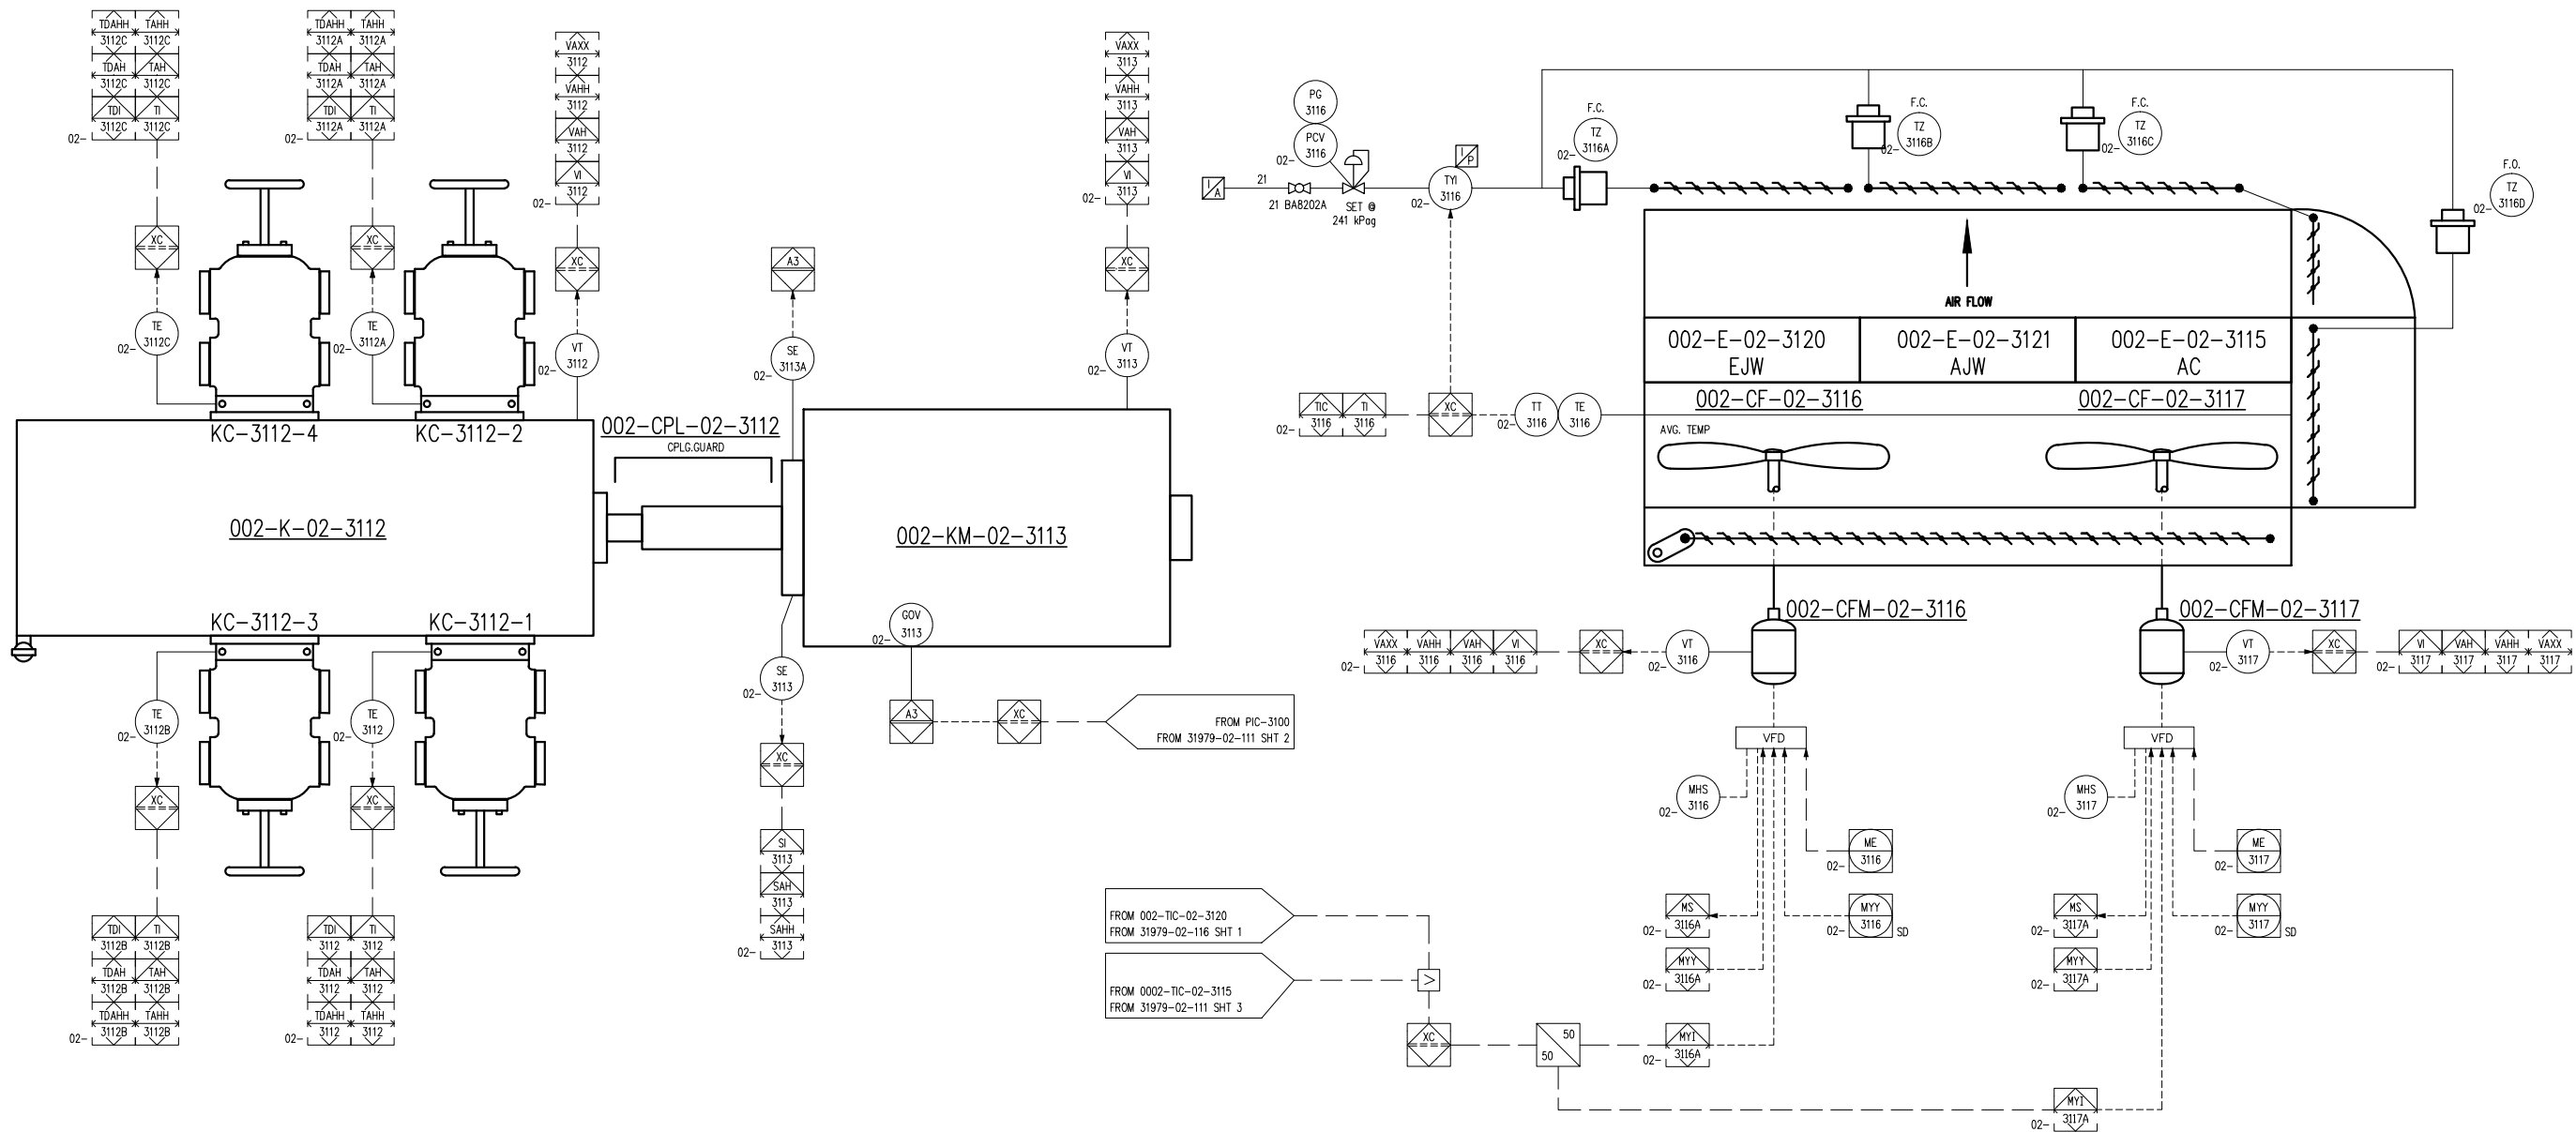 TDAHH TAHH
3112C 3112C
TDAH TAH
3112C 3112C
TDI TI
02- 3112C 3112C
XC
TE
02- 3112C
TDAHH TAHH
3112A 3112A
TDAH TAH
3112A 3112A
TDI TI
02- 3112A 3112A
XC
TE
02- 3112A
VAXX
3112
VAHH
3112
VAH
3112
VI
02- 3112
XC
VT
02- 3112
A3
SE
02- 3113A
VAXX
3113
VAHH
3113
VAH
3113
VI
02- 3113
XC
VT
02- 3113
KC-3112-4
KC-3112-2
002-CPL-02-3112
CPLG.GUARD
002-K-02-3112
002-KM-02-3113
KC-3112-3
KC-3112-1
GOV
02- 3113
A3
XC
FROM PIC-3100
FROM 31979-02-111 SHT 2
SE
02- 3113
XC
SI
3113
SAH
3113
SAHH
02- 3113
TE
02- 3112B
XC
TDI TI
3112B 3112B
TDAH TAH
3112B 3112B
TDAHH TAHH
02- 3112B 3112B
TE
02- 3112
XC
TDI TI
3112 3112
TDAH TAH
3112 3112
TDAHH TAHH
02- 3112 3112
I A
21
21 BA8202A
PG
3116
PCV
02- 3116
SET @
241 kPag
I P
TYI
02- 3116
F.C.
TZ
02- 3116A
F.C.
TZ
02- 3116B
F.C.
TZ
02- 3116C
F.O.
TZ
02- 3116D
AIR FLOW
002-E-02-3120
EJW
002-E-02-3121
AJW
002-E-02-3115
AC
002-CF-02-3116
002-CF-02-3117
TIC TI
02- 3116 3116
XC
TT TE
02- 3116 3116
AVG. TEMP
002-CFM-02-3116
002-CFM-02-3117
VAXX VAHH VAH VI
02- 3116 3116 3116 3116
XC
VT
02- 3116
VT
02- 3117
XC
VI VAH VAHH VAXX
02- 3117 3117 3117 3117
VFD
MHS
02- 3116
ME
02- 3116
MS
02- 3116A
MYY
02- 3116 SD
MYY
02- 3116A
MYI
02- 3116A
VFD
MHS
02- 3117
ME
02- 3117
MS
02- 3117A
MYY
02- 3117 SD
MYY
02- 3117A
MYI
02- 3117A
FROM 002-TIC-02-3120
FROM 31979-02-116 SHT 1
>
FROM 0002-TIC-02-3115
FROM 31979-02-111 SHT 3
XC
50
50